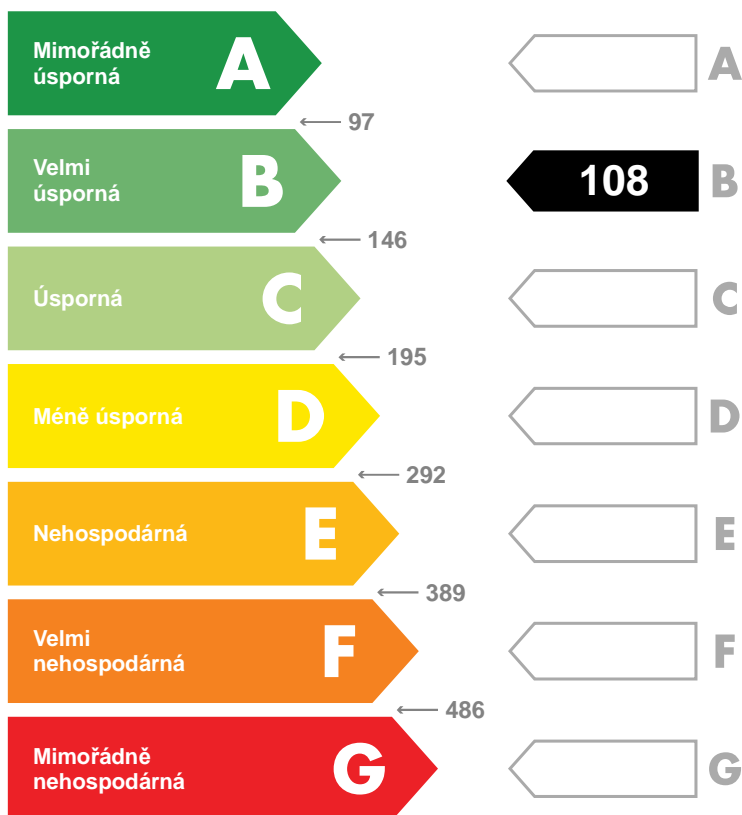 Mimořádně
úsporná
A
A
← 97
Velmi
úsporná
B
108
B
← 146
Úsporná
C
C
← 195
Méně úsporná
D
D
← 292
Nehospodárná
E
E
← 389
Velmi
nehospodárná
F
F
← 486
Mimořádně
nehospodárná
G
G